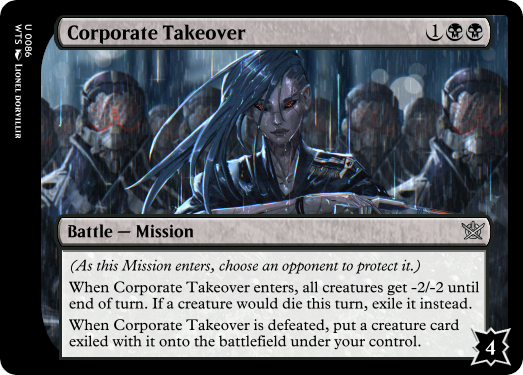 Corporate Takeover
1
Battle — Mission
(As this Mission enters, choose an opponent to protect it.)
When Corporate Takeover enters, all creatures get -2/-2 until
end of turn. If a creature would die this turn, exile it instead.
When Corporate Takeover is defeated, put a creature card
exiled with it onto the battlefield under your control.
4
U 0086
WTS LIONEL DORVILLIR